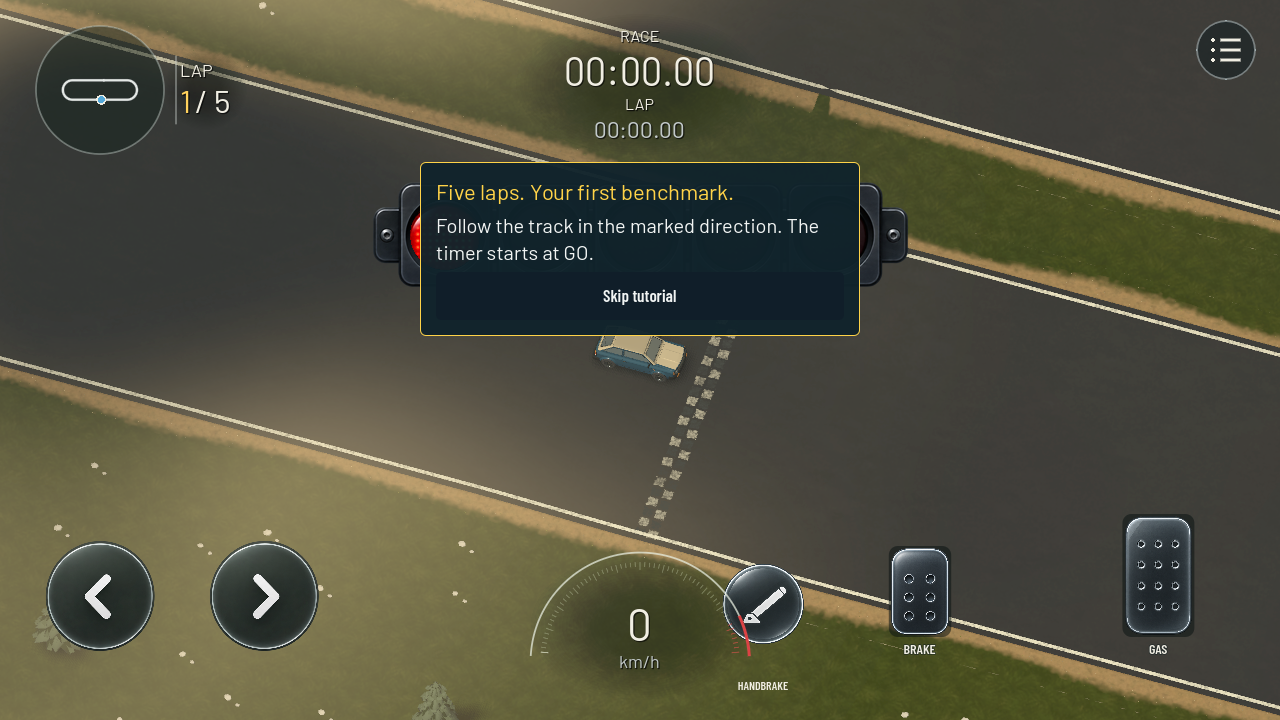 RACE
00:00.00
LAP
00:00.00
LAP
1 / 5
Five laps. Your first benchmark.
Follow the track in the marked direction. The
timer starts at GO.
Skip tutorial
0
km/h
HANDBRAKE
BRAKE
GAS